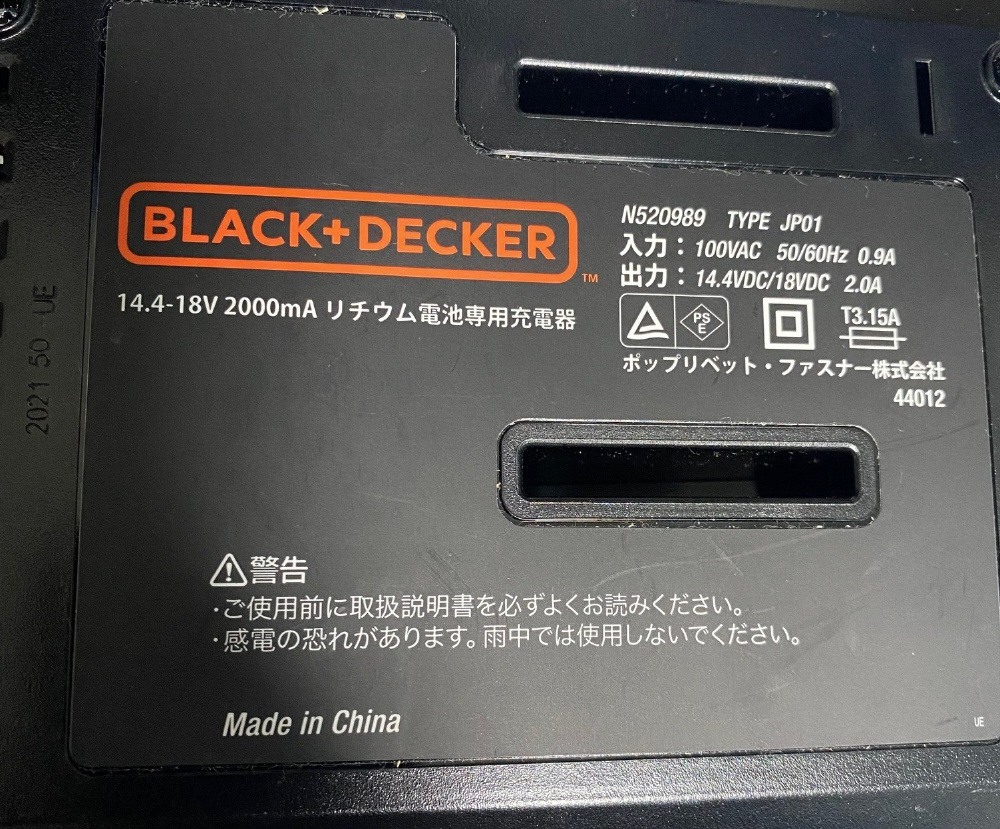 BLACK+DECKER
TM
14.4-18V 2000mA リチウム電池専用充電器
N520989 TYPE JP01
入力：100VAC 50/60Hz 0.9A
出力：14.4VDC/18VDC 2.0A
PS
E
T3.15A
ポップリベット・ファスナー株式会社
44012
2021 50 UE
警告
・ご使用前に取扱説明書を必ずよくお読みください。
・感電の恐れがあります。雨中では使用しないでください。
Made in China
UE